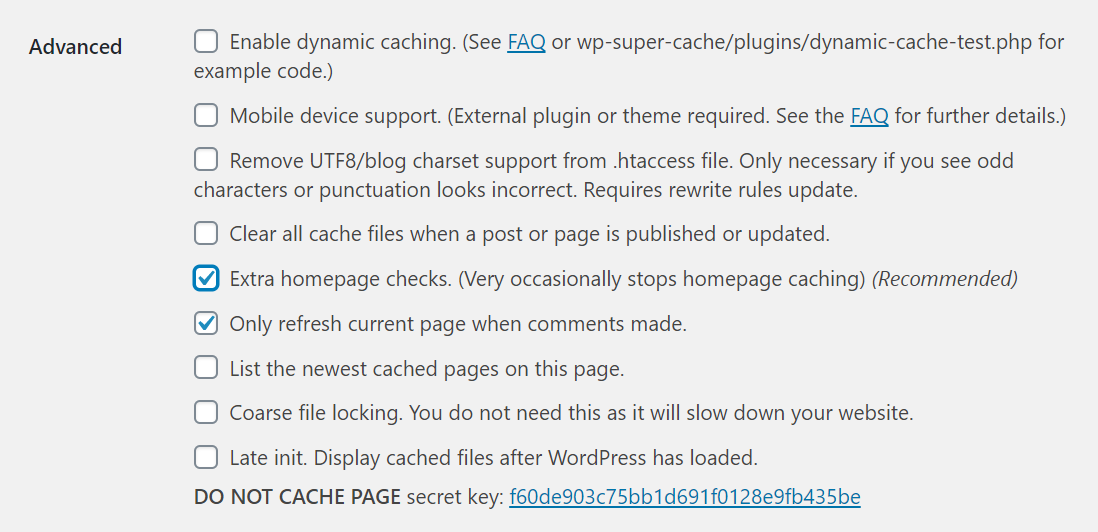 Advanced
Enable dynamic caching. (See FAQ or wp-super-cache/plugins/dynamic-cache-test.php for
example code.)
Mobile device support. (External plugin or theme required. See the FAQ for further details.)
Remove UTF8/blog charset support from .htaccess file. Only necessary if you see odd
characters or punctuation looks incorrect. Requires rewrite rules update.
Clear all cache files when a post or page is published or updated.
Extra homepage checks. (Very occasionally stops homepage caching) (Recommended)
Only refresh current page when comments made.
List the newest cached pages on this page.
Coarse file locking. You do not need this as it will slow down your website.
Late init. Display cached files after WordPress has loaded.
DO NOT CACHE PAGE secret key: f60de903c75bb1d691f0128e9fb435be